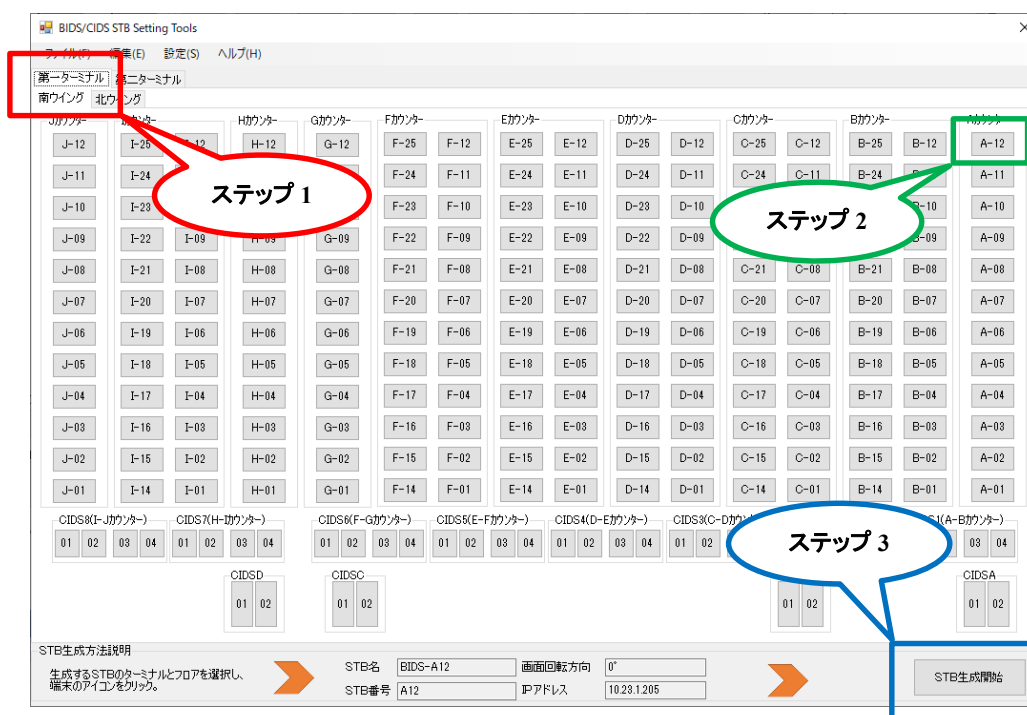 BIDS/CIDS STB Setting Tools
編集(E) 設定(S) ヘルプ(H)
第一ターミナル 第二ターミナル
南ウイング 北ウイング
Jカウンター Hカウンター Gカウンター Fカウンター Eカウンター Dカウンター Cカウンター Bカウンター
J-12 I-25 H-12 G-12 F-25 F-12 E-25 E-12 D-25 D-12 C-25 C-12 B-25 B-12 A-12
J-11 I-24 F-24 F-11 E-24 E-11 D-24 D-11 C-24 C-11 B-24 A-11
ステップ 1
J-10 I-23 F-23 F-10 E-23 E-10 D-23 D-10 B-10 A-10
ステップ 2
J-09 I-22 I-09 H-09 G-09 F-22 F-09 E-22 E-09 D-22 D-09 B-09 A-09
J-08 I-21 I-08 H-08 G-08 F-21 F-08 E-21 E-08 D-21 D-08 C-21 C-08 B-21 B-08 A-08
J-07 I-20 I-07 H-07 G-07 F-20 F-07 E-20 E-07 D-20 D-07 C-20 C-07 B-20 B-07 A-07
J-06 I-19 I-06 H-06 G-06 F-19 F-06 E-19 E-06 D-19 D-06 C-19 C-06 B-19 B-06 A-06
J-05 I-18 I-05 H-05 G-05 F-18 F-05 E-18 E-05 D-18 D-05 C-18 C-05 B-18 B-05 A-05
J-04 I-17 I-04 H-04 G-04 F-17 F-04 E-17 E-04 D-17 D-04 C-17 C-04 B-17 B-04 A-04
J-03 I-16 I-03 H-03 G-03 F-16 F-03 E-16 E-03 D-16 D-03 C-16 C-03 B-16 B-03 A-03
J-02 I-15 I-02 H-02 G-02 F-15 F-02 E-15 E-02 D-15 D-02 C-15 C-02 B-15 B-02 A-02
J-01 I-14 I-01 H-01 G-01 F-14 F-01 E-14 E-01 D-14 D-01 C-14 C-01 B-14 B-01 A-01
CIDS8(I-Jカウンター) CIDS7(H-Iカウンター) CIDS6(F-Gカウンター) CIDS5(E-Fカウンター) CIDS4(D-Eカウンター) CIDS3(C-Dカウンター)
01 02 03 04 01 02 03 04 01 02 03 04 01 02 03 04 01 02 03 04 01 02 03 04
ステップ 3
CIDSD CIDSC CIDSA
01 02 01 02 01 02 01 02
STB生成方法説明
生成するSTBのターミナルとフロアを選択し、
端末のアイコンをクリック。
STB名 BIDS-A12 画面回転方向 0°
STB番号 A12 IPアドレス 10.23.1.205
STB生成開始